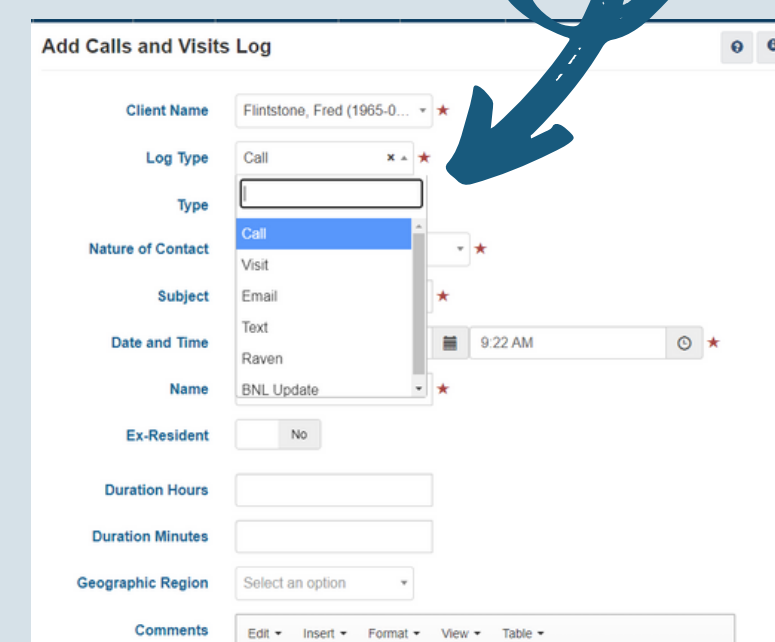 Add Calls and Visits Log
Client Name Flintstone, Fred (1965-0... ★
Log Type Call x ★
Type
Call
Nature of Contact ★
Visit
Subject Email ★
Text
Date and Time 9:22 AM ★
Raven
Name BNL Update ★
Ex-Resident No
Duration Hours
Duration Minutes
Geographic Region Select an option
Comments Edit Insert Format View Table